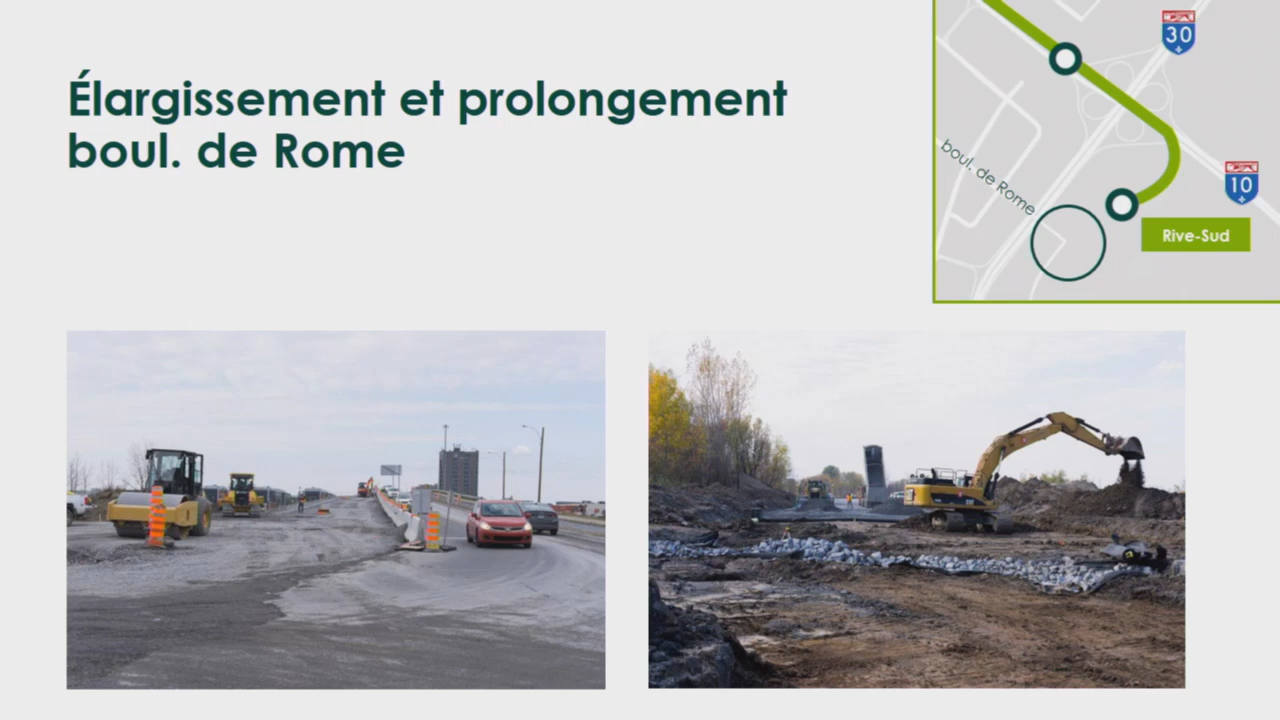 Élargissement et prolongement
boul. de Rome
30
boul. de Rome
10
Rive-Sud